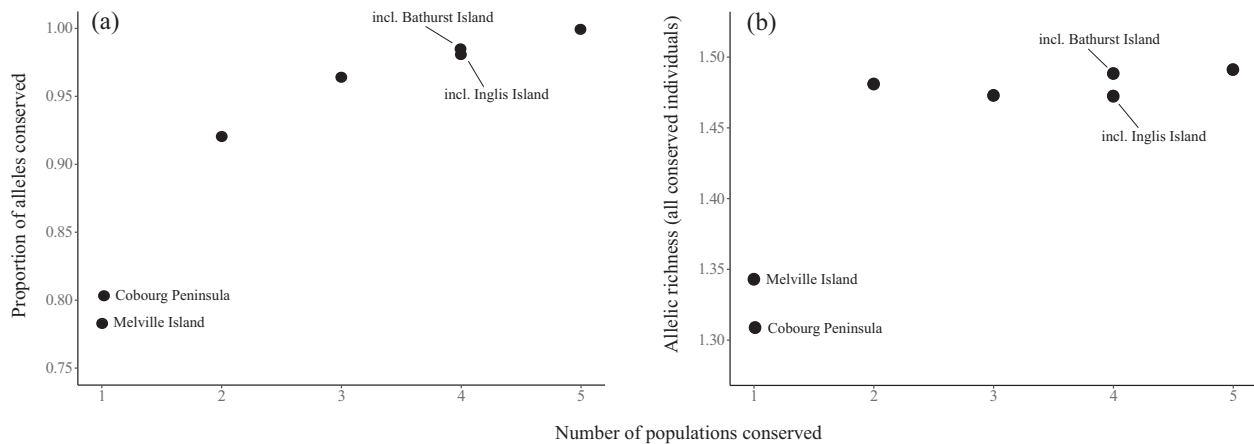 (a)
incl. Bathurst Island
incl. Inglis Island
Cobourg Peninsula
Melville Island
Proportion of alleles conserved
1.00
0.95
0.90
0.85
0.80
0.75
1
2
3
4
5
(b)
incl. Bathurst Island
incl. Inglis Island
Melville Island
Cobourg Peninsula
Allelic richness (all conserved individuals)
1.50
1.45
1.40
1.35
1.30
1
2
3
4
5
Number of populations conserved